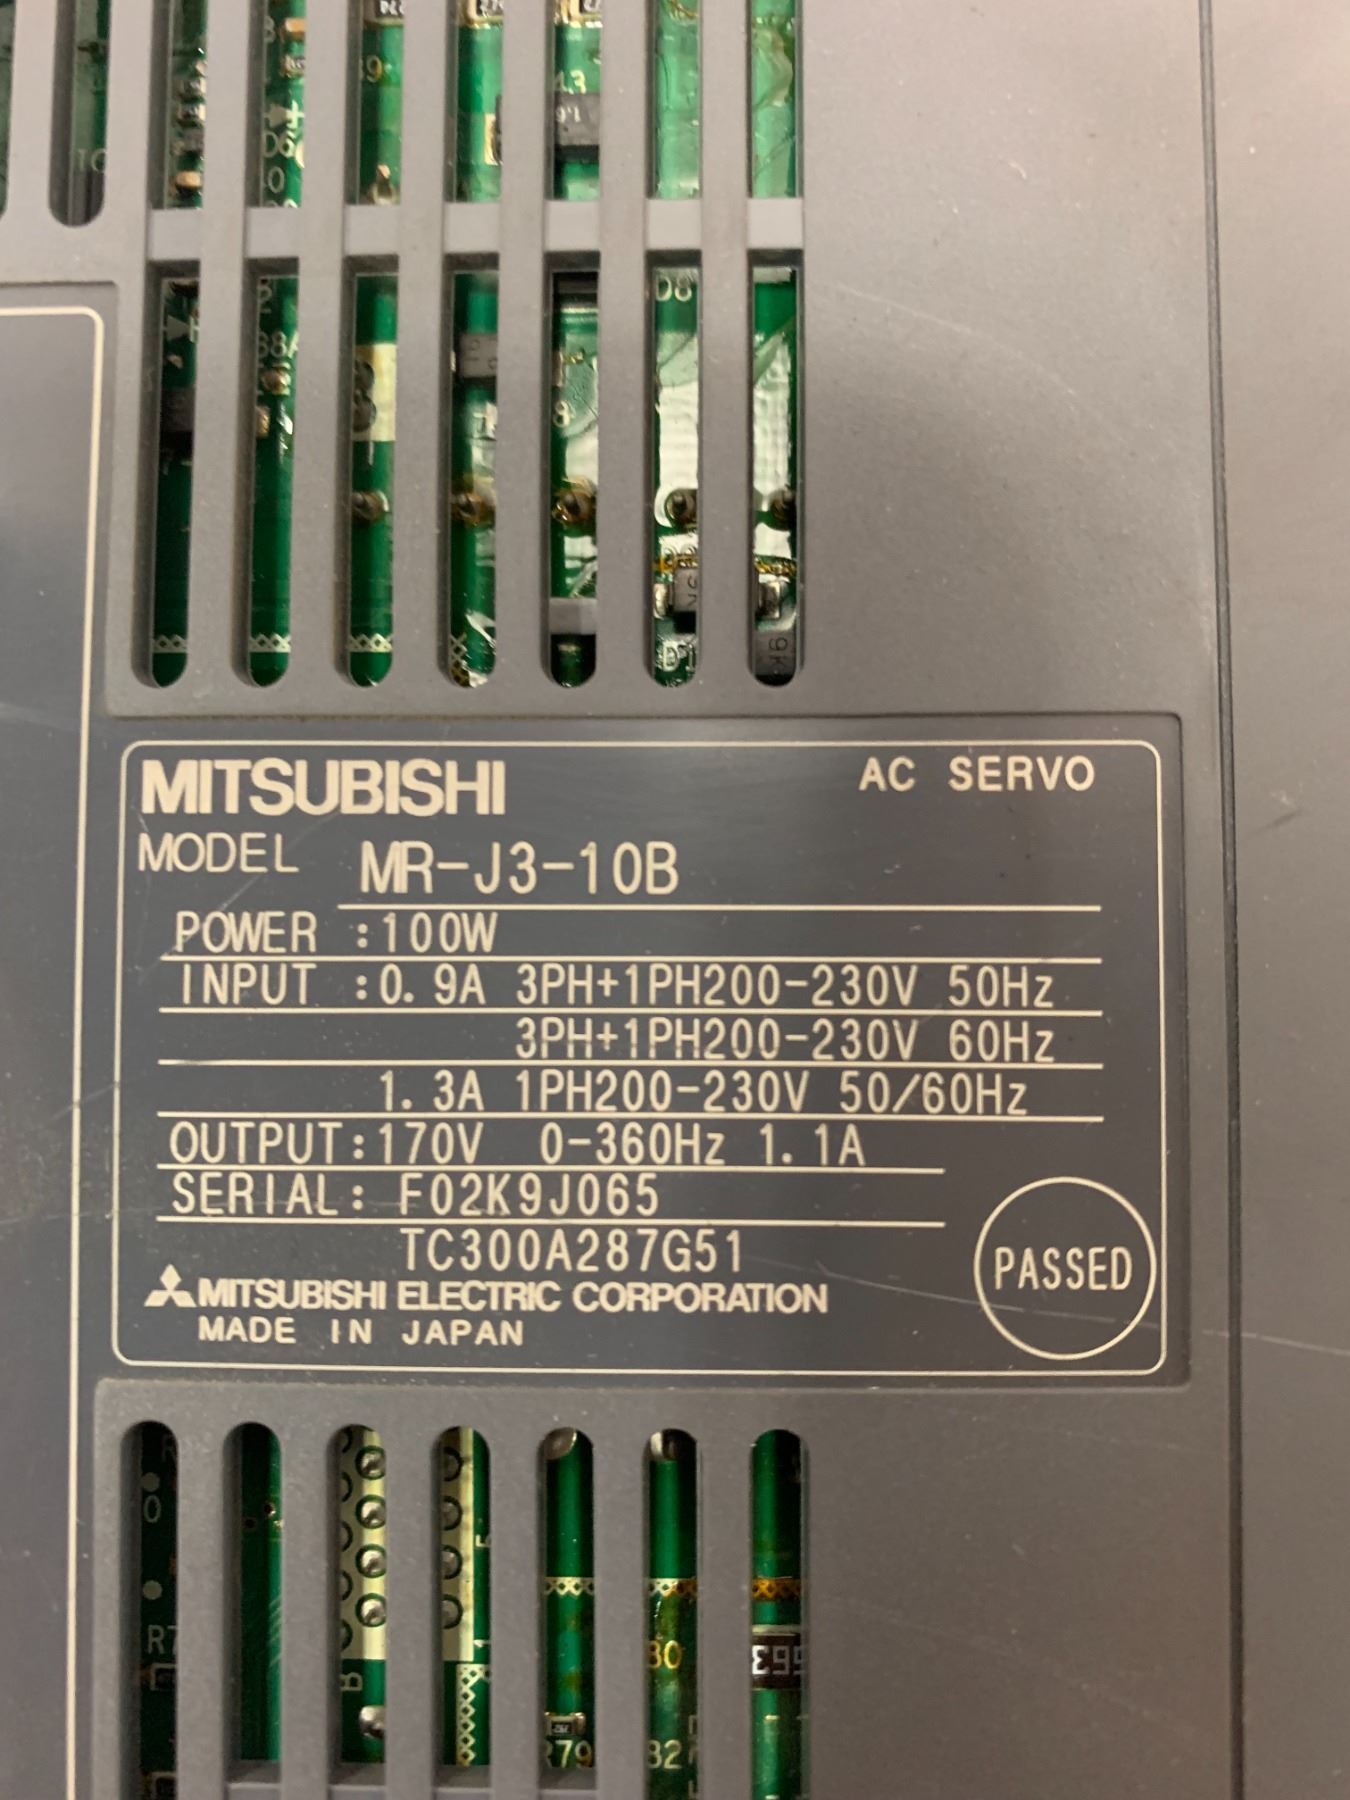 D8
MITSUBISHI
AC SERVO
MODEL MR-J3-10B
POWER :100W
INPUT :0.9A 3PH+1PH200-230V 50Hz
3PH+1PH200-230V 60Hz
1.3A 1PH200-230V 50/60Hz
OUTPUT:170V 0-360Hz 1.1A
SERIAL: F02K9J065
TC300A287G51
PASSED
MITSUBISHI ELECTRIC CORPORATION
MADE IN JAPAN
R79